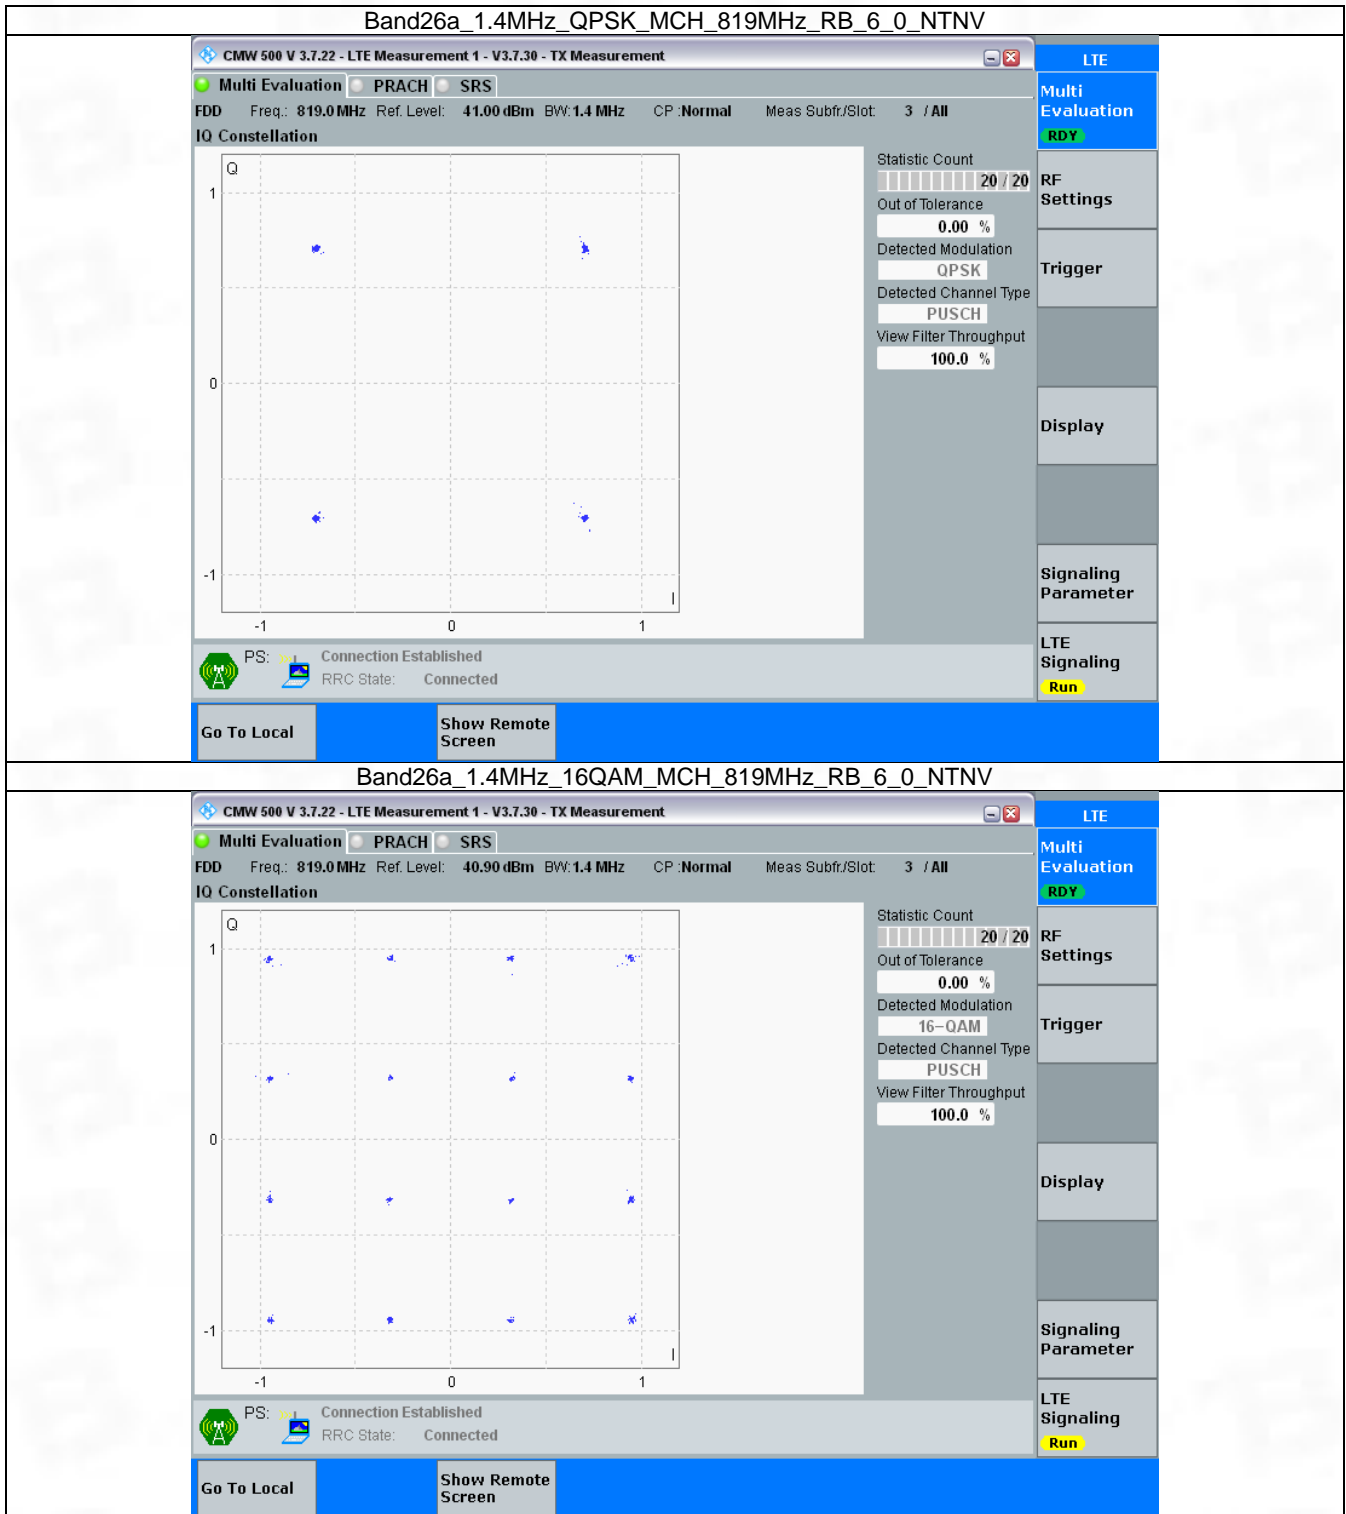 Band26a_1.4MHz_QPSK_MCH_819MHz_RB_6_0_NTNV
CMW 500 V 3.7.22 - LTE Measurement 1 - V3.7.30 - TX Measurement
LTE
Multi Evaluation PRACH SRS
Multi
Evaluation
RDY
FDD Freq.: 819.0 MHz Ref. Level: 41.00 dBm BW: 1.4 MHz CP : Normal Meas Subfr./Slot: 3 / All
IQ Constellation
Q
1
0
-1
I
-1 0 1
Statistic Count
20 / 20
Out of Tolerance
0.00 %
Detected Modulation
QPSK
Detected Channel Type
PUSCH
View Filter Throughput
100.0 %
RF
Settings
Trigger
Display
Signaling
Parameter
LTE
Signaling
Run
PS: Connection Established
RRC State: Connected
Go To Local
Show Remote
Screen
Band26a_1.4MHz_16QAM_MCH_819MHz_RB_6_0_NTNV
CMW 500 V 3.7.22 - LTE Measurement 1 - V3.7.30 - TX Measurement
LTE
Multi Evaluation PRACH SRS
Multi
Evaluation
RDY
FDD Freq.: 819.0 MHz Ref. Level: 40.90 dBm BW: 1.4 MHz CP : Normal Meas Subfr./Slot: 3 / All
IQ Constellation
Q
1
0
-1
I
-1 0 1
Statistic Count
20 / 20
Out of Tolerance
0.00 %
Detected Modulation
16-QAM
Detected Channel Type
PUSCH
View Filter Throughput
100.0 %
RF
Settings
Trigger
Display
Signaling
Parameter
LTE
Signaling
Run
PS: Connection Established
RRC State: Connected
Go To Local
Show Remote
Screen